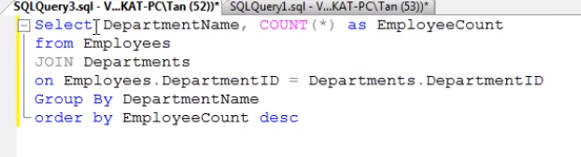 SQLQuery3.sql - V...KAT-PC\Tan (52))* SQLQuery1.sql - V...KAT-PC\Tan (53))*
Select DepartmentName, COUNT(*) as EmployeeCount
from Employees
JOIN Departments
on Employees.DepartmentID = Departments.DepartmentID
Group By DepartmentName
order by EmployeeCount desc